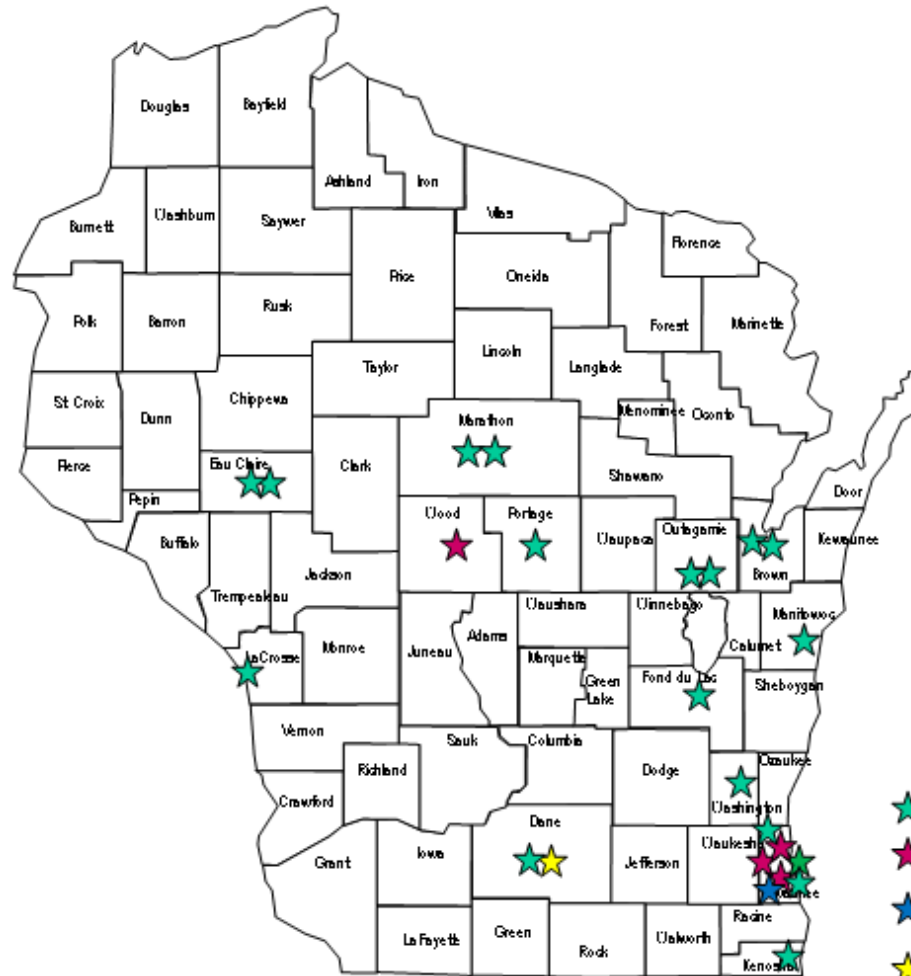 Douglas
Bayfield
Ashland
Iron
Vilas
Burnett
Washburn
Saywer
Florence
Price
Oneida
Polk
Barron
Rusk
Forest
Marinette
Lincoln
Langlade
Taylor
St. Croix
Dunn
Chippewa
Menominee
Oconto
Marathon
Pierce
Eau Claire
Clark
Shawano
Pepin
Door
Buffalo
Wood
Portage
Waupaca
Outagamie
Brown
Kewaunee
Jackson
Trempealeau
Waushara
Winnebago
Manitowoc
Monroe
Juneau
Adams
Calumet
LaCrosse
Marquette
Green
Lake
Fond du Lac
Sheboygan
Vernon
Sauk
Columbia
Dodge
Ozaukee
Richland
Crawford
Washington
Dane
Waukesha
Grant
Iowa
Jefferson
Racine
La Fayette
Green
Rock
Walworth
Kenosha